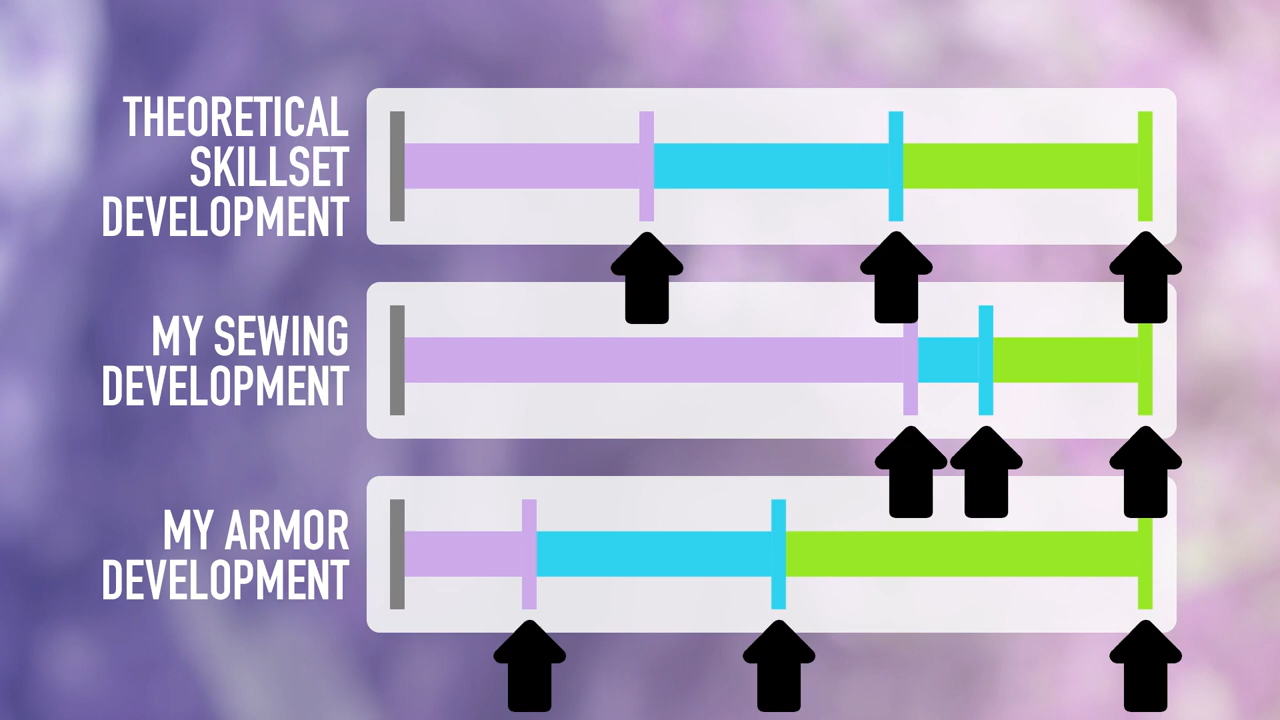 THEORETICAL
SKILLSET
DEVELOPMENT
MY SEWING
DEVELOPMENT
MY ARMOR
DEVELOPMENT